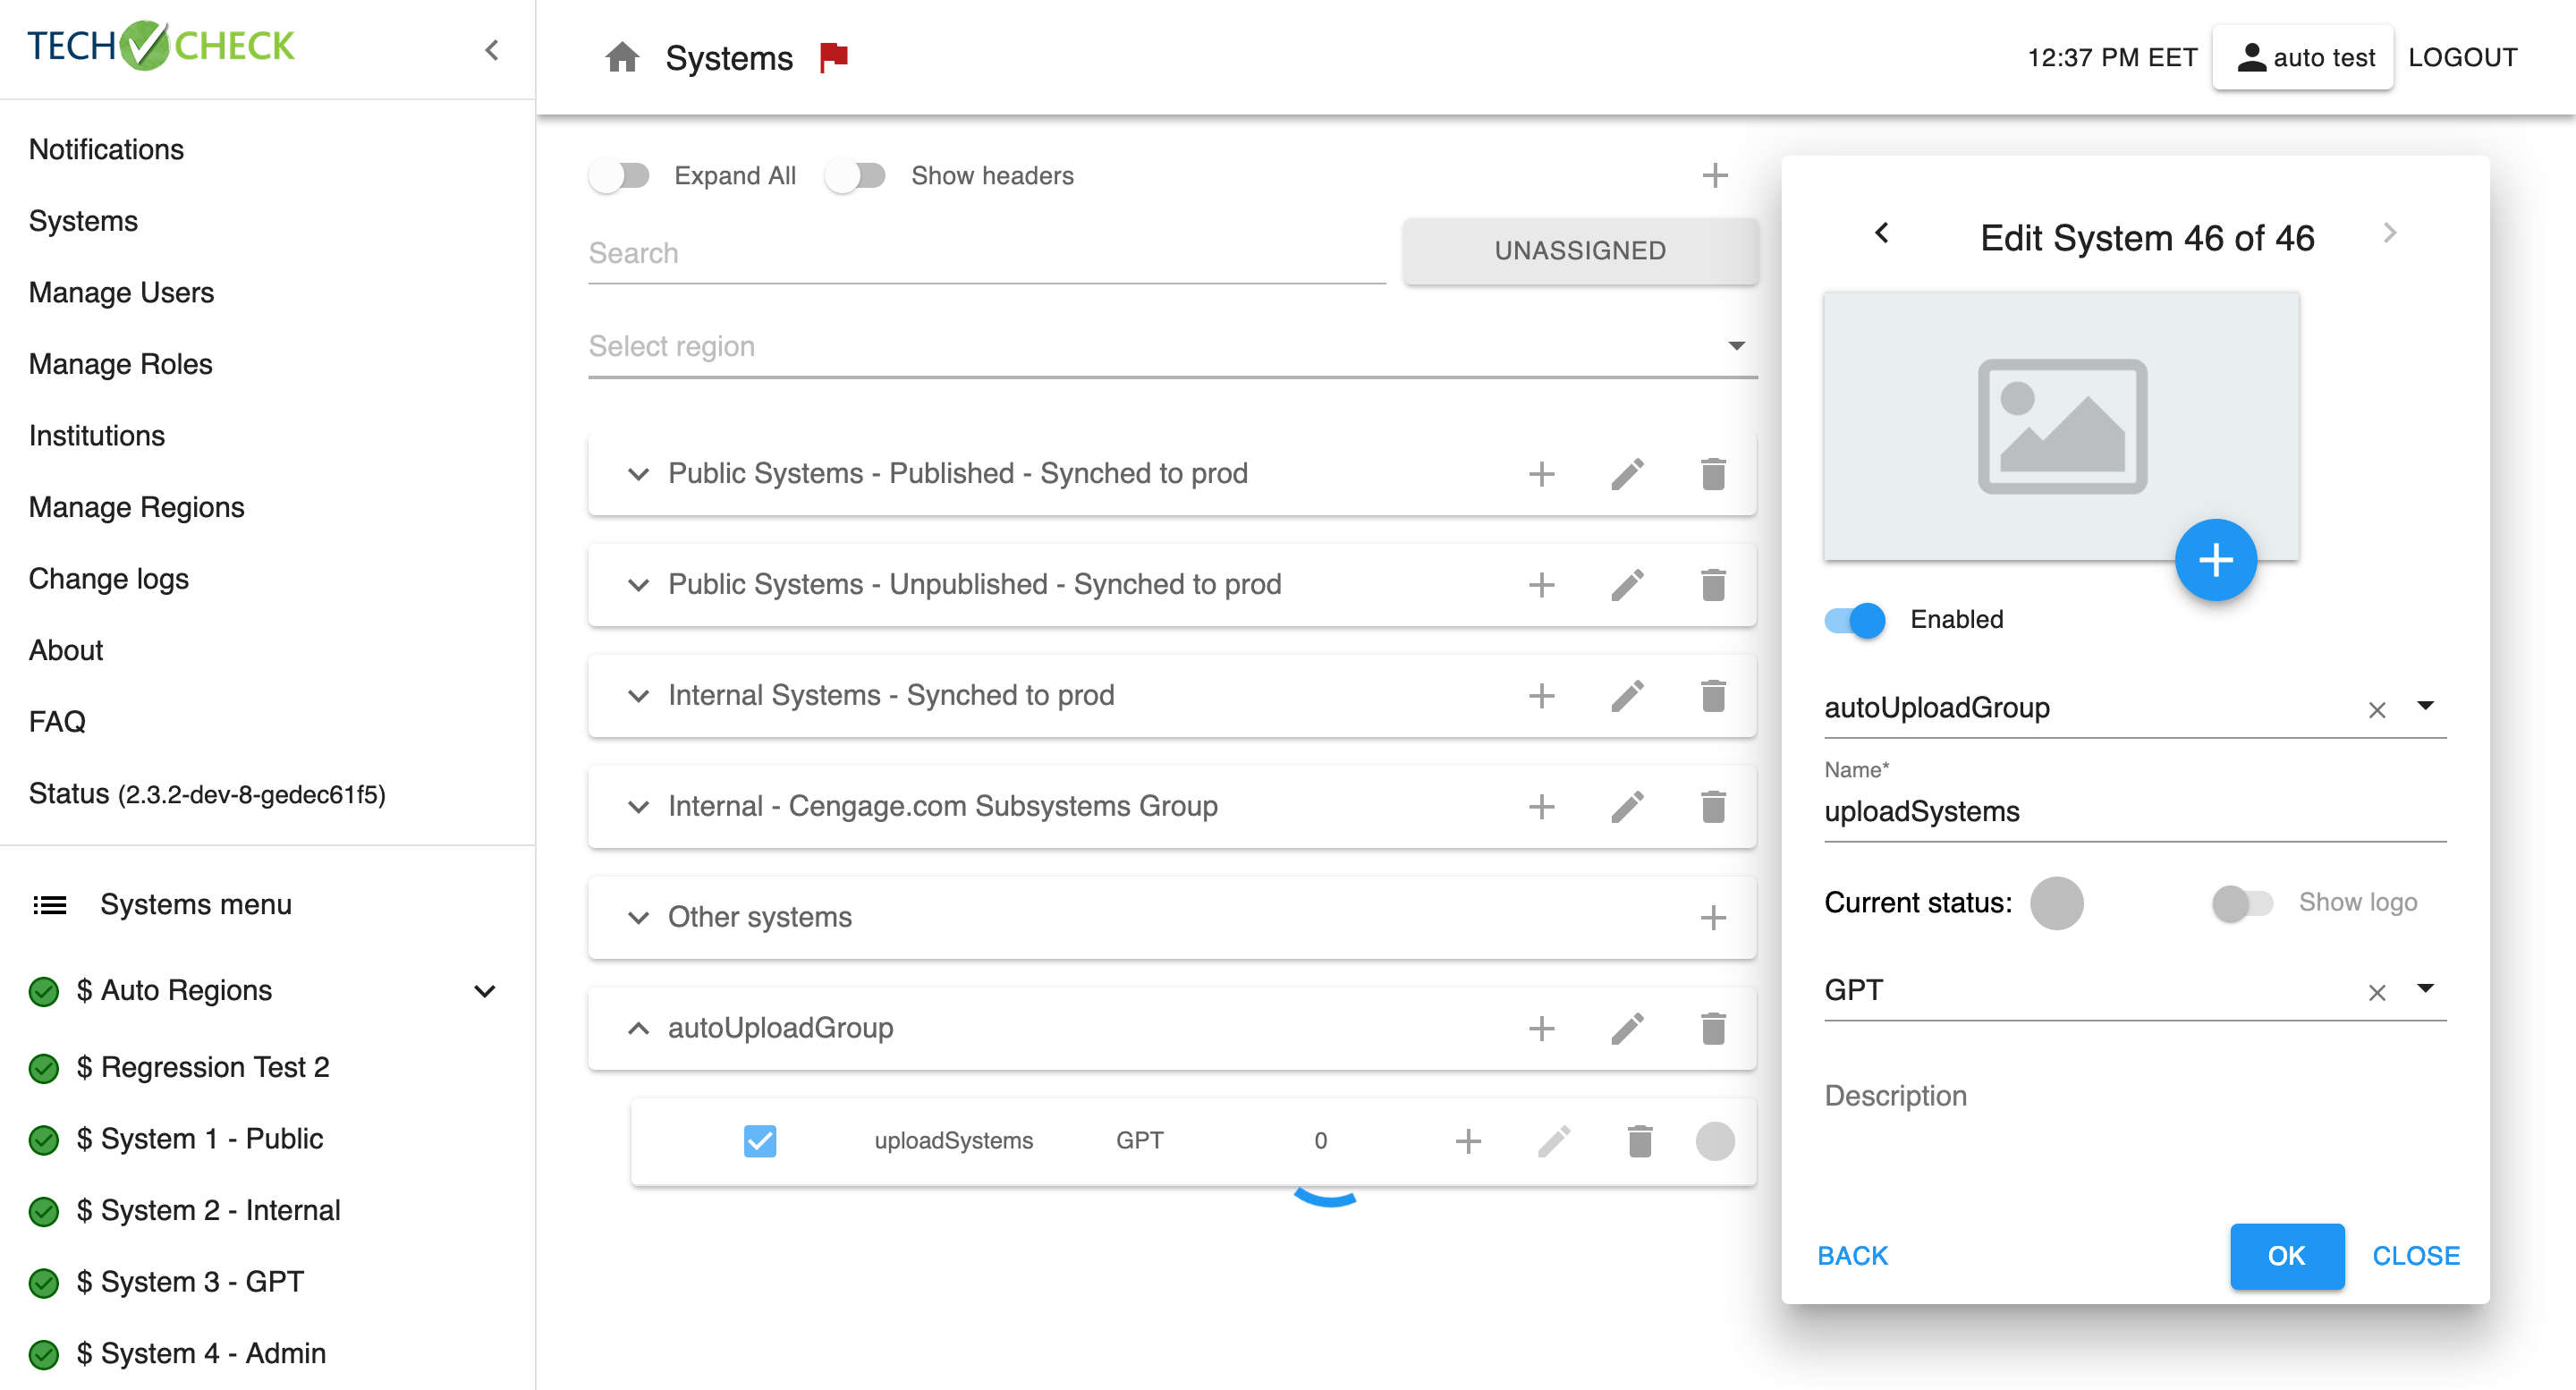 TECH CHECK
Notifications
Systems
Manage Users
Manage Roles
Institutions
Manage Regions
Change logs
About
FAQ
Status (2.3.2-dev-8-gedec61f5)
Systems menu
$ Auto Regions
$ Regression Test 2
$ System 1 - Public
$ System 2 - Internal
$ System 3 - GPT
$ System 4 - Admin
Systems
12:37 PM EET
auto test
LOGOUT
Expand All
Show headers
Search
UNASSIGNED
Select region
Public Systems - Published - Synched to prod
Public Systems - Unpublished - Synched to prod
Internal Systems - Synched to prod
Internal - Cengage.com Subsystems Group
Other systems
autoUploadGroup
uploadSystems GPT 0
Edit System 46 of 46
Enabled
autoUploadGroup
Name*
uploadSystems
Current status:
Show logo
GPT
Description
BACK
OK
CLOSE